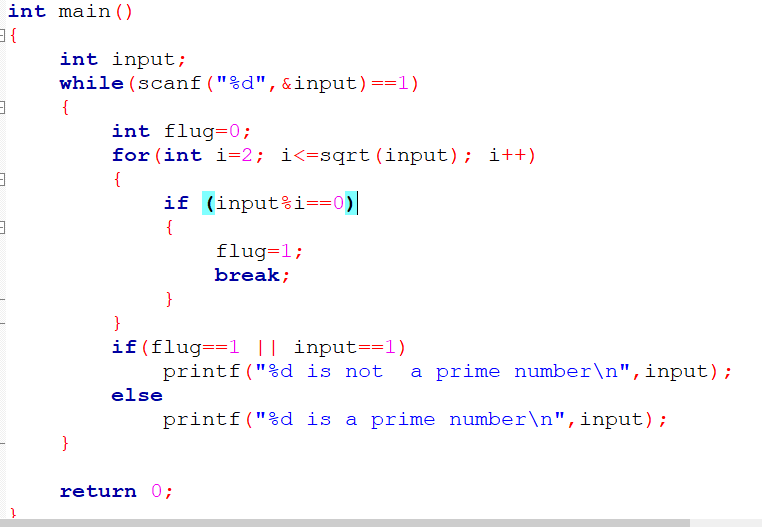 int main()
{
int input;
while(scanf("%d",&input)==1)
{
int flug=0;
for(int i=2; i<=sqrt(input); i++)
{
if (input%i==0)
{
flug=1;
break;
}
}
if(flug==1 || input==1)
printf("%d is not  a prime number\n",input);
else
printf("%d is a prime number\n",input);
}
return 0;
}